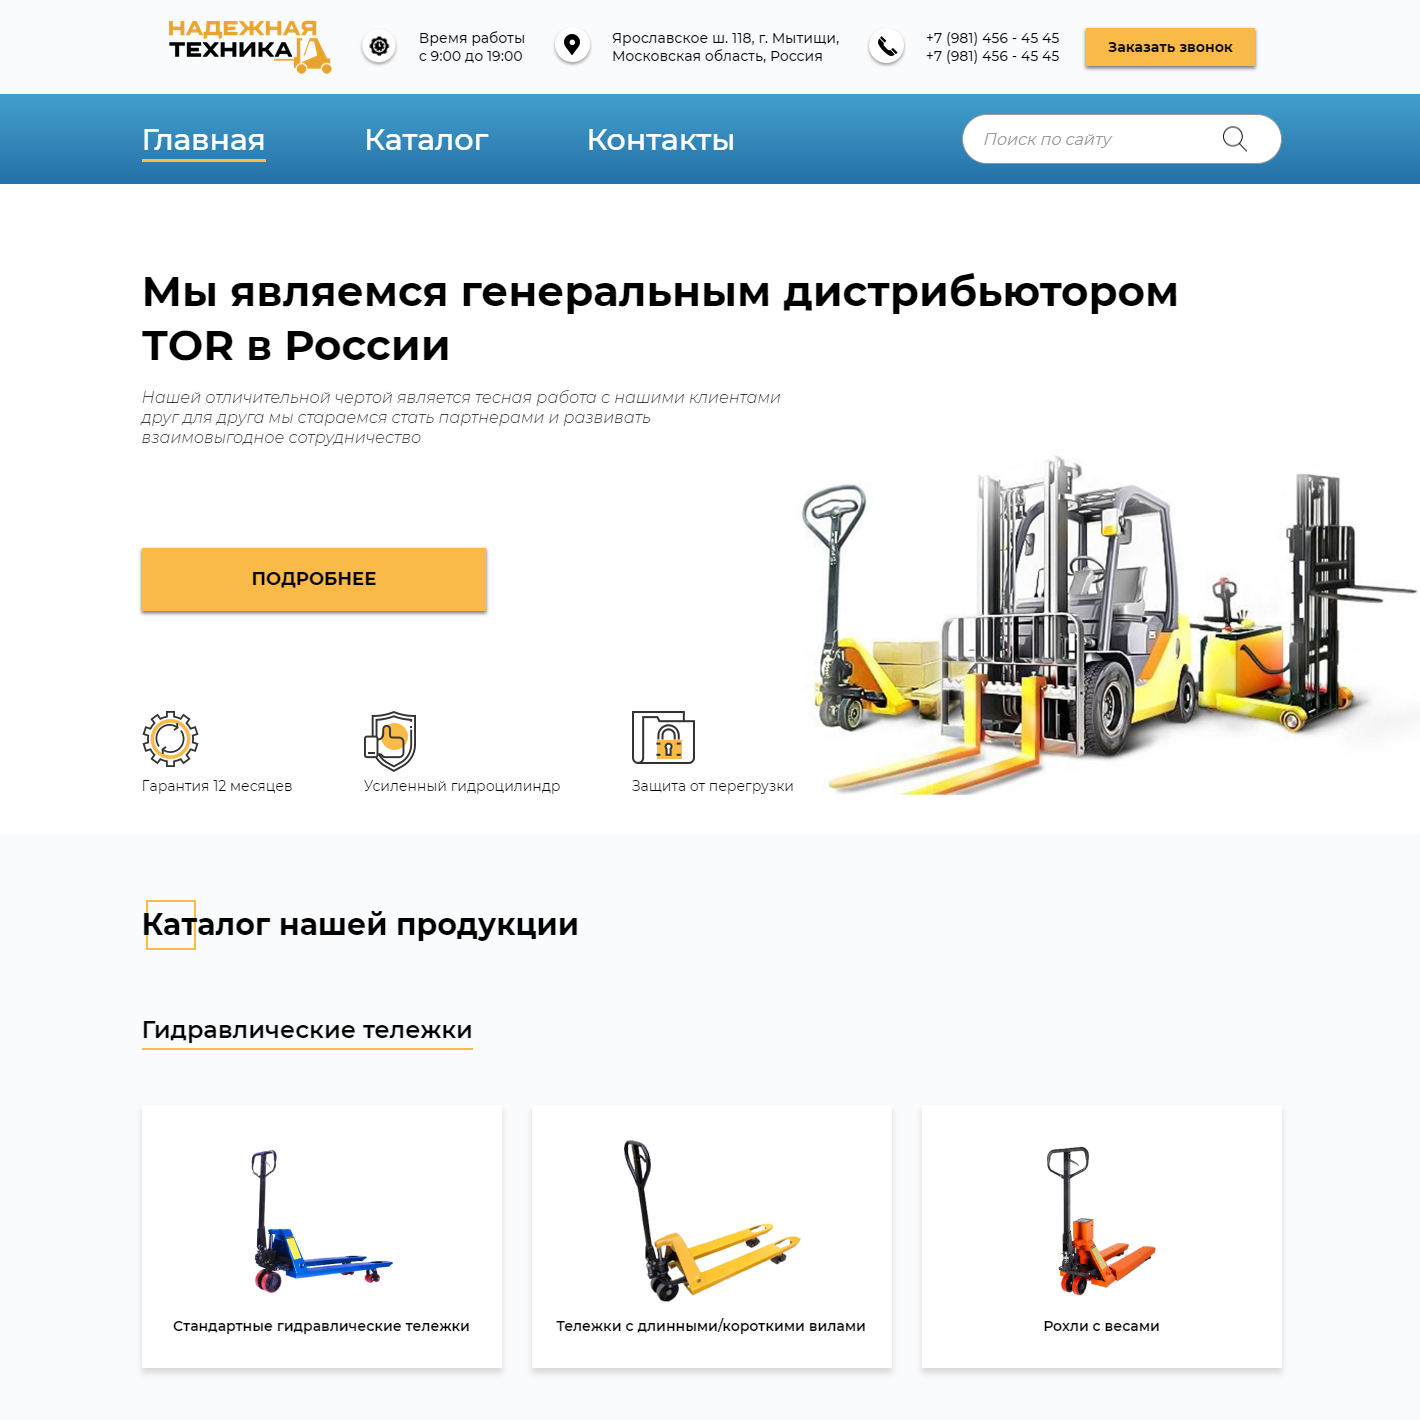 НАДЕЖНАЯ
ТЕХНИКА
Время работы
с 9:00 до 19:00
Ярославское ш. 118, г. Мытищи,
Московская область, Россия
+7 (981) 456 - 45 45
+7 (981) 456 - 45 45
Заказать звонок
Главная
Каталог
Контакты
Поиск по сайту
Мы являемся генеральным дистрибьютором
TOR в России
Нашей отличительной чертой является тесная работа с нашими клиентами
друг для друга мы стараемся стать партнерами и развивать
взаимовыгодное сотрудничество
ПОДРОБНЕЕ
Гарантия 12 месяцев
Усиленный гидроцилиндр
Защита от перегрузки
Каталог нашей продукции
Гидравлические тележки
Стандартные гидравлические тележки
Тележки с длинными/короткими вилами
Рохли с весами